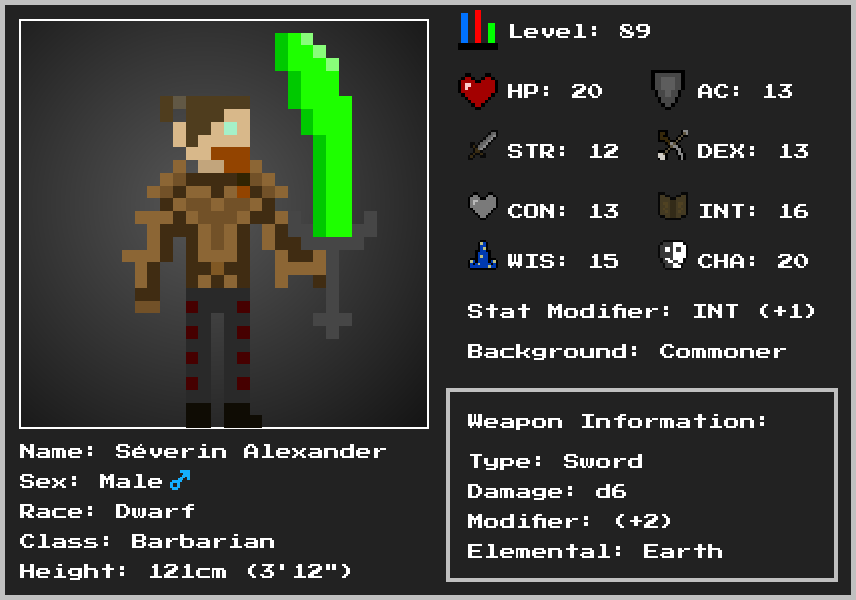 Level: 89
HP: 20
AC: 13
STR: 12
DEX: 13
CON: 13
INT: 16
WIS: 15
CHA: 20
Stat Modifier: INT (+1)
Background: Commoner
Name: Séverin Alexander
Sex: Male♂
Race: Dwarf
Class: Barbarian
Height: 121cm (3'12")
Weapon Information:
Type: Sword
Damage: d6
Modifier: (+2)
Elemental: Earth